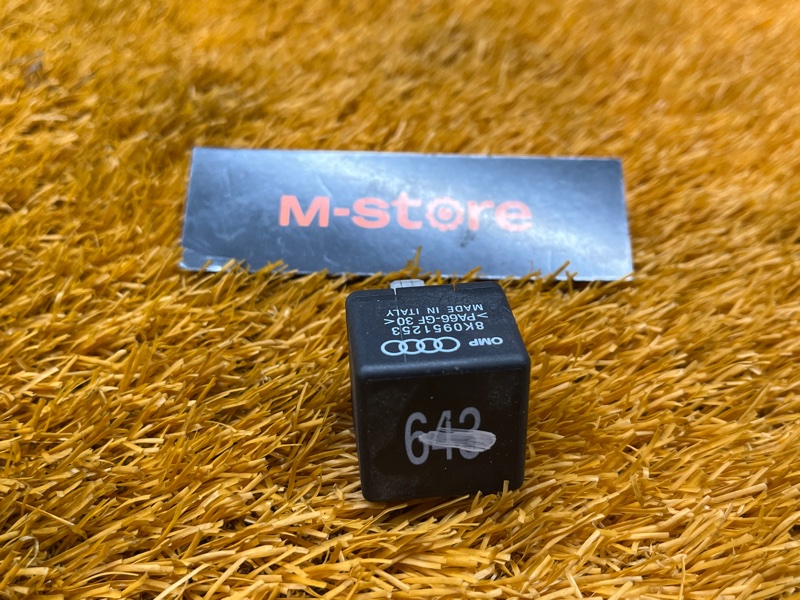 M-store
OMP
8K0951253
>PA66-GF 30<
MADE IN ITALY
643